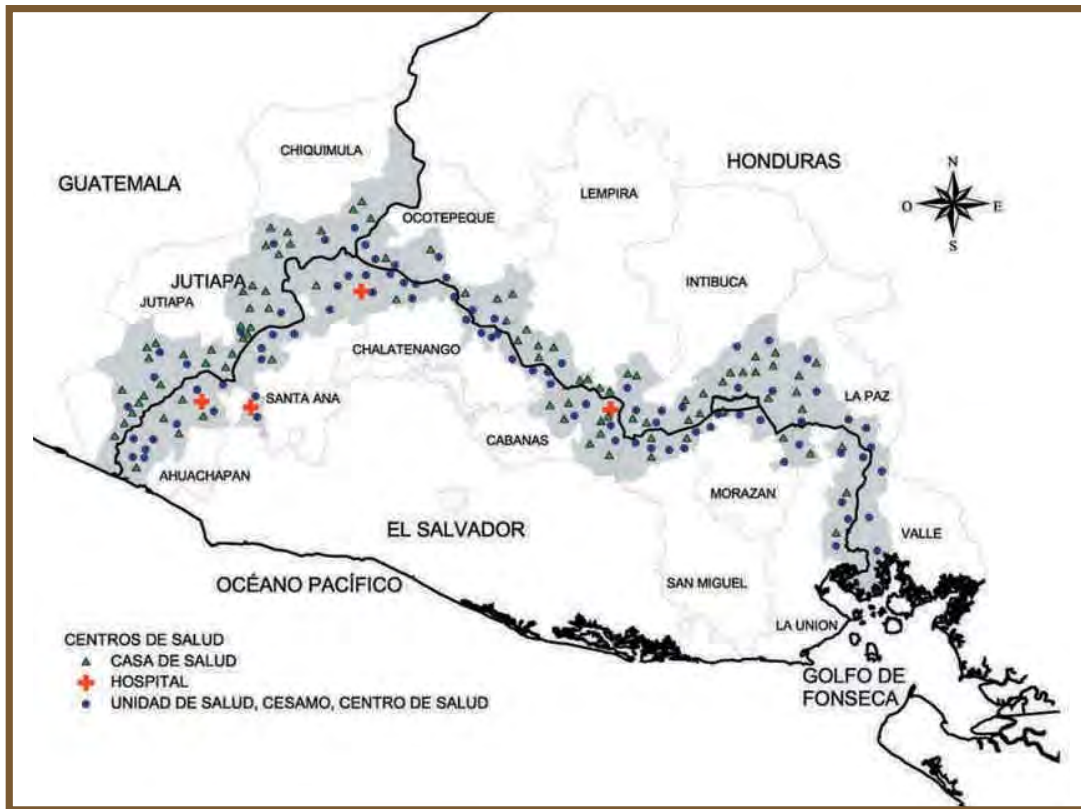 CHIQUIMULA
HONDURAS
GUATEMALA
LEMPIRA
N
O
E
S
OCOTEPEQUE
JUTIAPA
INTIBUCA
JUTIAPA
CHALATENANGO
SANTA ANA
LA PAZ
CABANAS
AHUACHAPAN
MORAZAN
EL SALVADOR
VALLE
OCÉANO PACÍFICO
SAN MIGUEL
LA UNION
CENTROS DE SALUD
CASA DE SALUD
HOSPITAL
UNIDAD DE SALUD, CESAMO, CENTRO DE SALUD
GOLFO DE
FONSECA